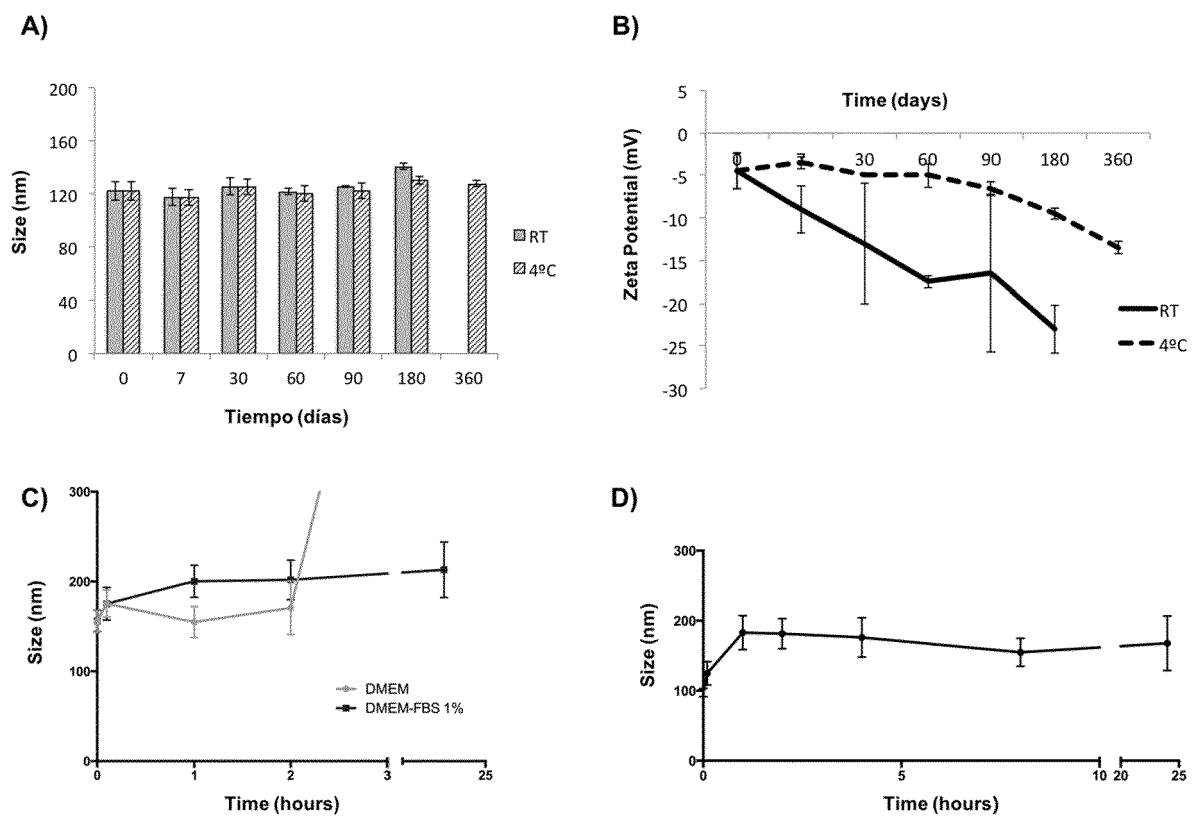 A)
200
160
120
80
40
0
Size (nm)
0 7 30 60 90 180 360
Tiempo (días)
RT
4ºC
B)
Time (days)
5
0
-5
-10
-15
-20
-25
-30
Zeta Potential (mV)
0 7 30 60 90 180 360
RT
4ºC
C)
300
200
100
0
Size (nm)
DMEM
DMEM-FBS 1%
0 1 2 3 25
Time (hours)
D)
300
200
100
0
Size (nm)
0 5 10 20 25
Time (hours)